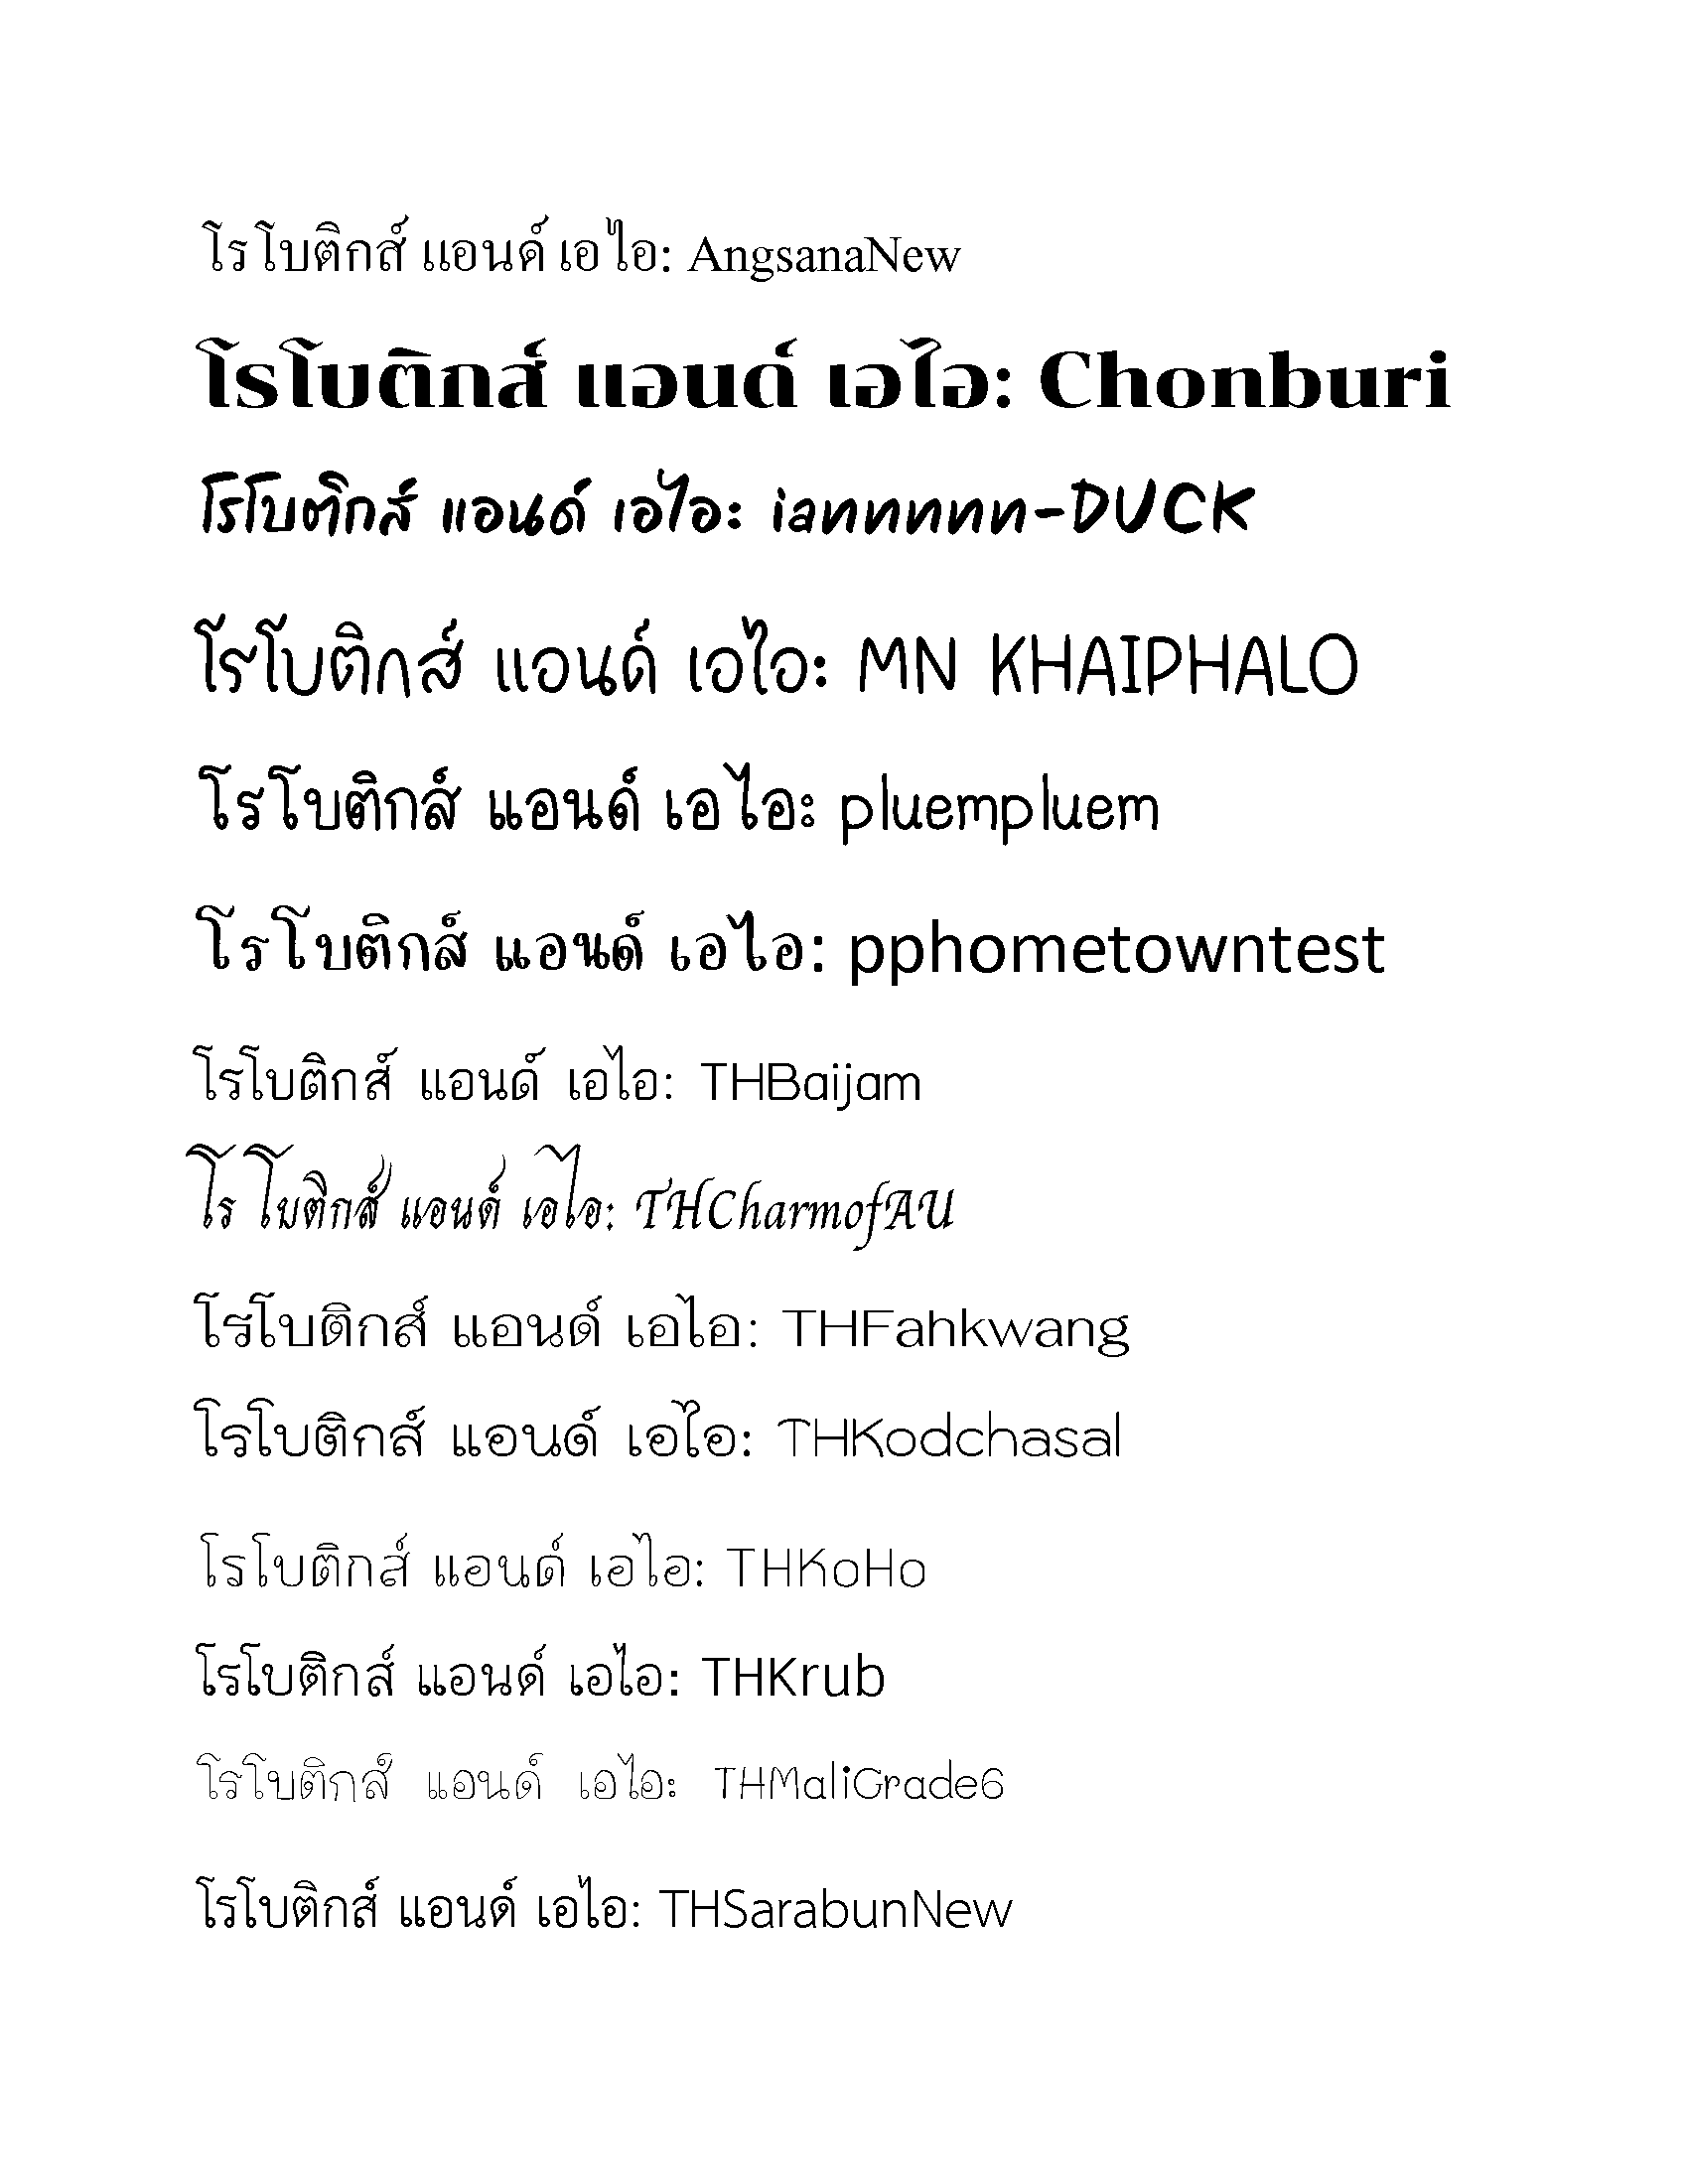 โรโบติกส์ แอนด์ เอไอ: AngsanaNew
โรโบติกส์ แอนด์ เอไอ: Chonburi
โรโบติกส์ แอนด์ เอไอ: iannnnn-DUCK
โรโบติกส์ แอนด์ เอไอ: MN KHAIPHALO
โรโบติกส์ แอนด์ เอไอ: pluempluem
โรโบติกส์ แอนด์ เอไอ: pphometowntest
โรโบติกส์ แอนด์ เอไอ: THBaijam
โรโบติกส์ แอนด์ เอไอ: THCharmofAU
โรโบติกส์ แอนด์ เอไอ: THFahkwang
โรโบติกส์ แอนด์ เอไอ: THKodchasal
โรโบติกส์ แอนด์ เอไอ: THKoHo
โรโบติกส์ แอนด์ เอไอ: THKrub
โรโบติกส์ แอนด์ เอไอ: THMaliGrade6
โรโบติกส์ แอนด์ เอไอ: THSarabunNew